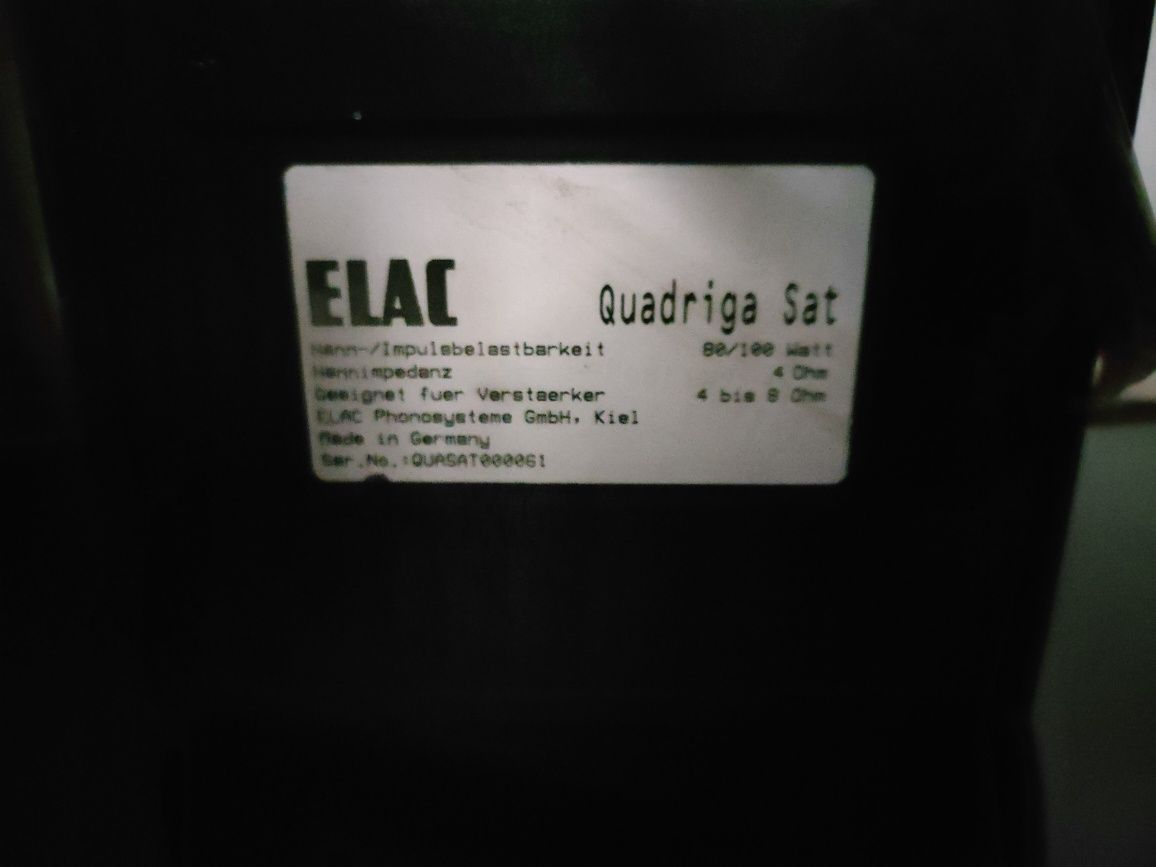 ELAC Quadriga Sat
Nenn-/Impulsbelastbarkeit 80/100 Watt
Nennimpedanz 4 Ohm
Geeignet fuer Verstaerker 4 bis 8 Ohm
ELAC Phonosysteme GmbH, Kiel
Made in Germany
Ser.No.:QUASAT000061